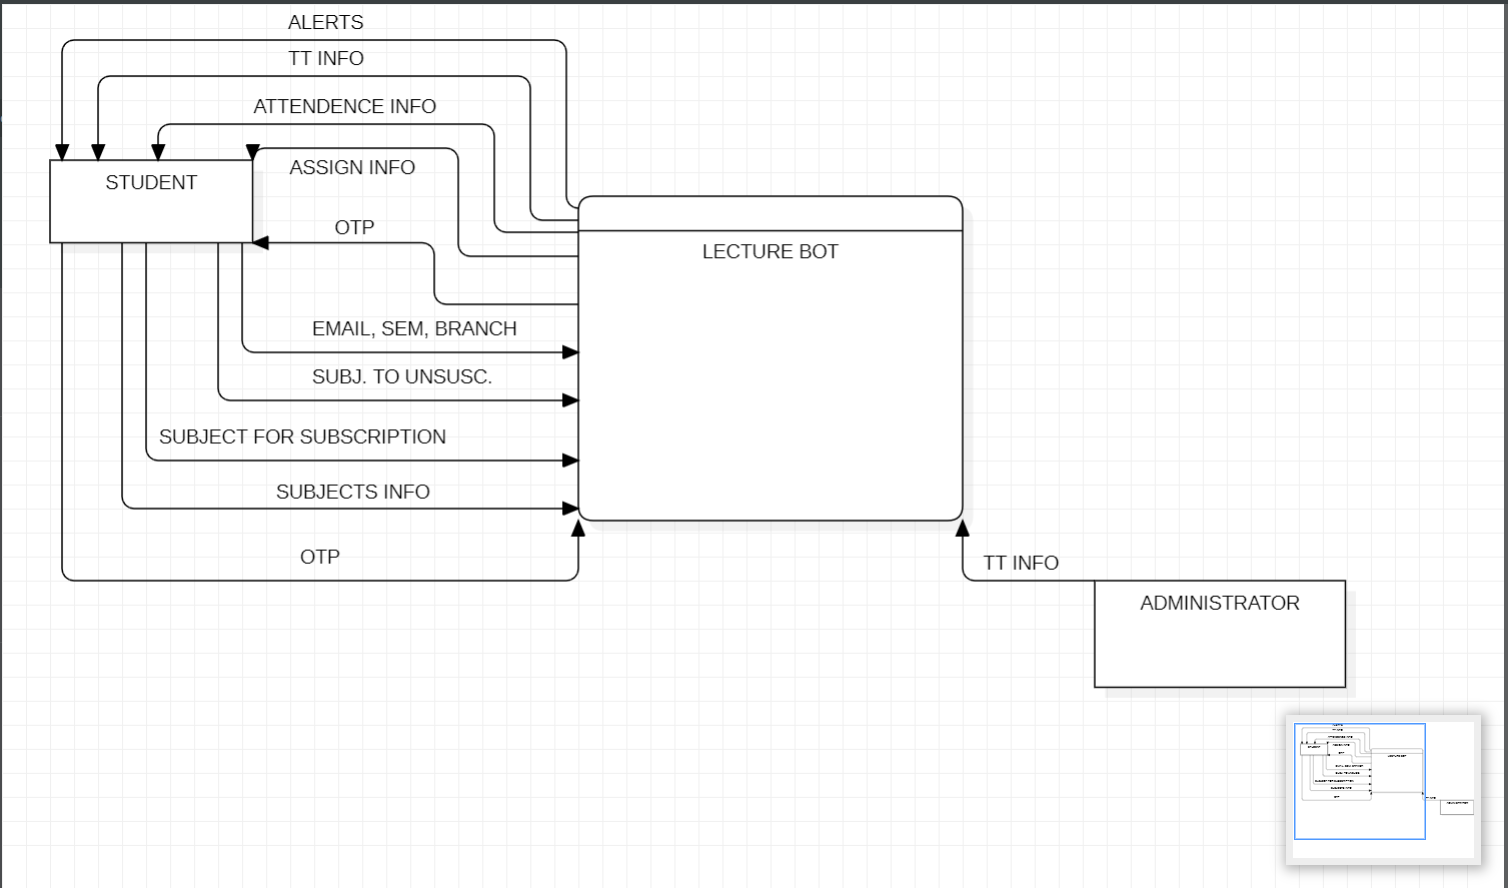 ALERTS
TT INFO
ATTENDENCE INFO
ASSIGN INFO
STUDENT
OTP
LECTURE BOT
EMAIL, SEM, BRANCH
SUBJ. TO UNSUSC.
SUBJECT FOR SUBSCRIPTION
SUBJECTS INFO
OTP
TT INFO
ADMINISTRATOR